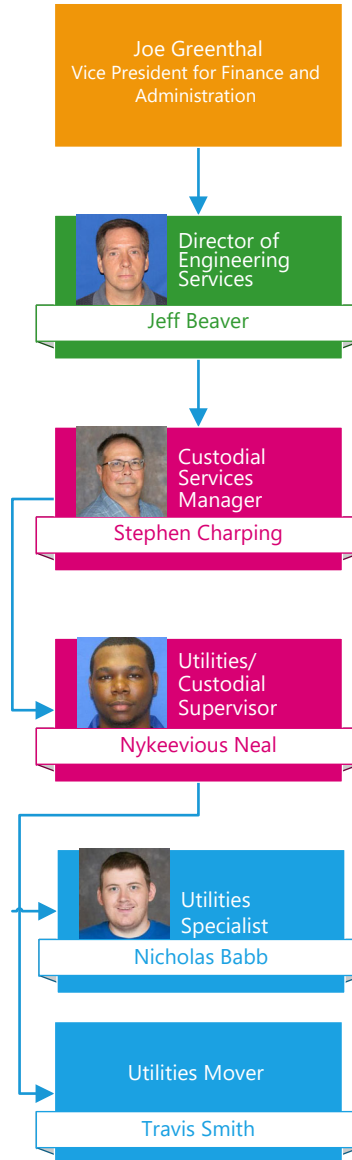 Joe Greenthal
Vice President for Finance and
Administration
Director of
Engineering
Services
Jeff Beaver
Custodial
Services
Manager
Stephen Charping
Utilities/
Custodial
Supervisor
Nykeevious Neal
Utilities
Specialist
Nicholas Babb
Utilities Mover
Travis Smith